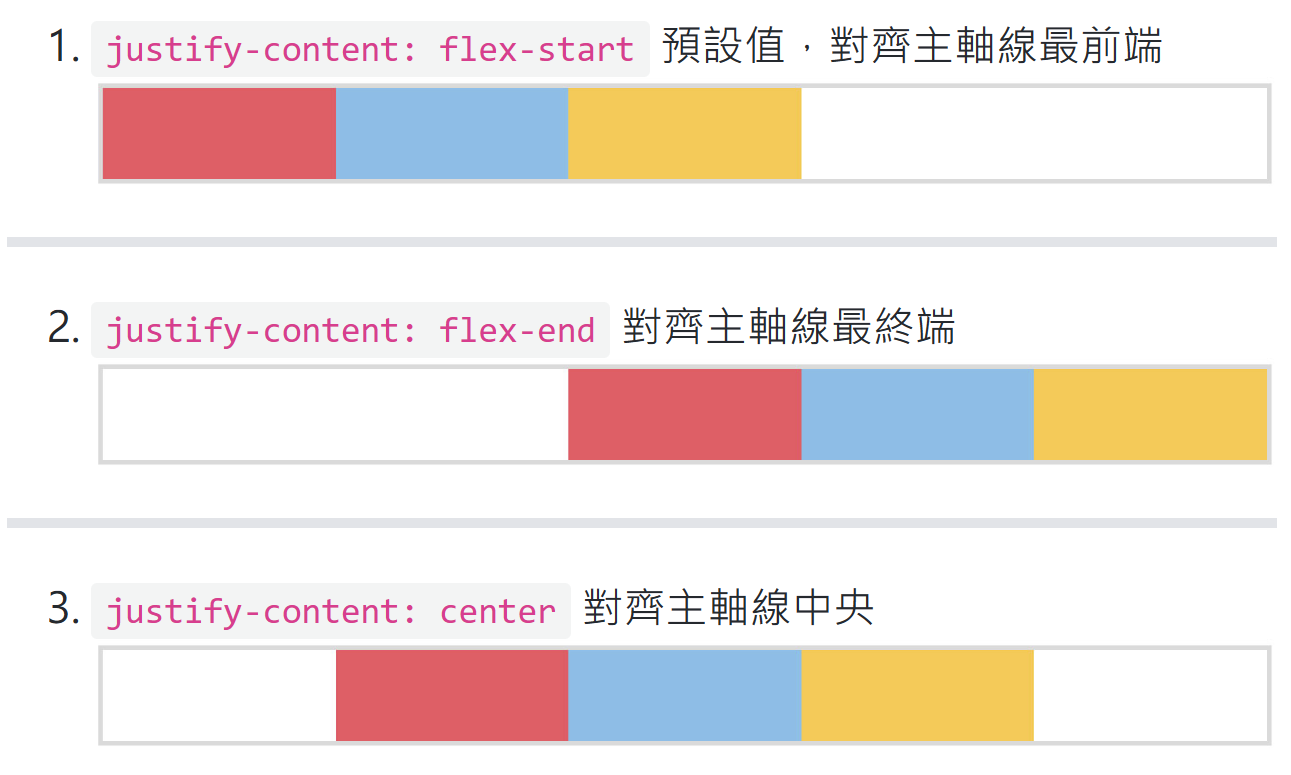 1. justify-content: flex-start 預設值，對齊主軸線最前端
2. justify-content: flex-end 對齊主軸線最終端
3. justify-content: center 對齊主軸線中央